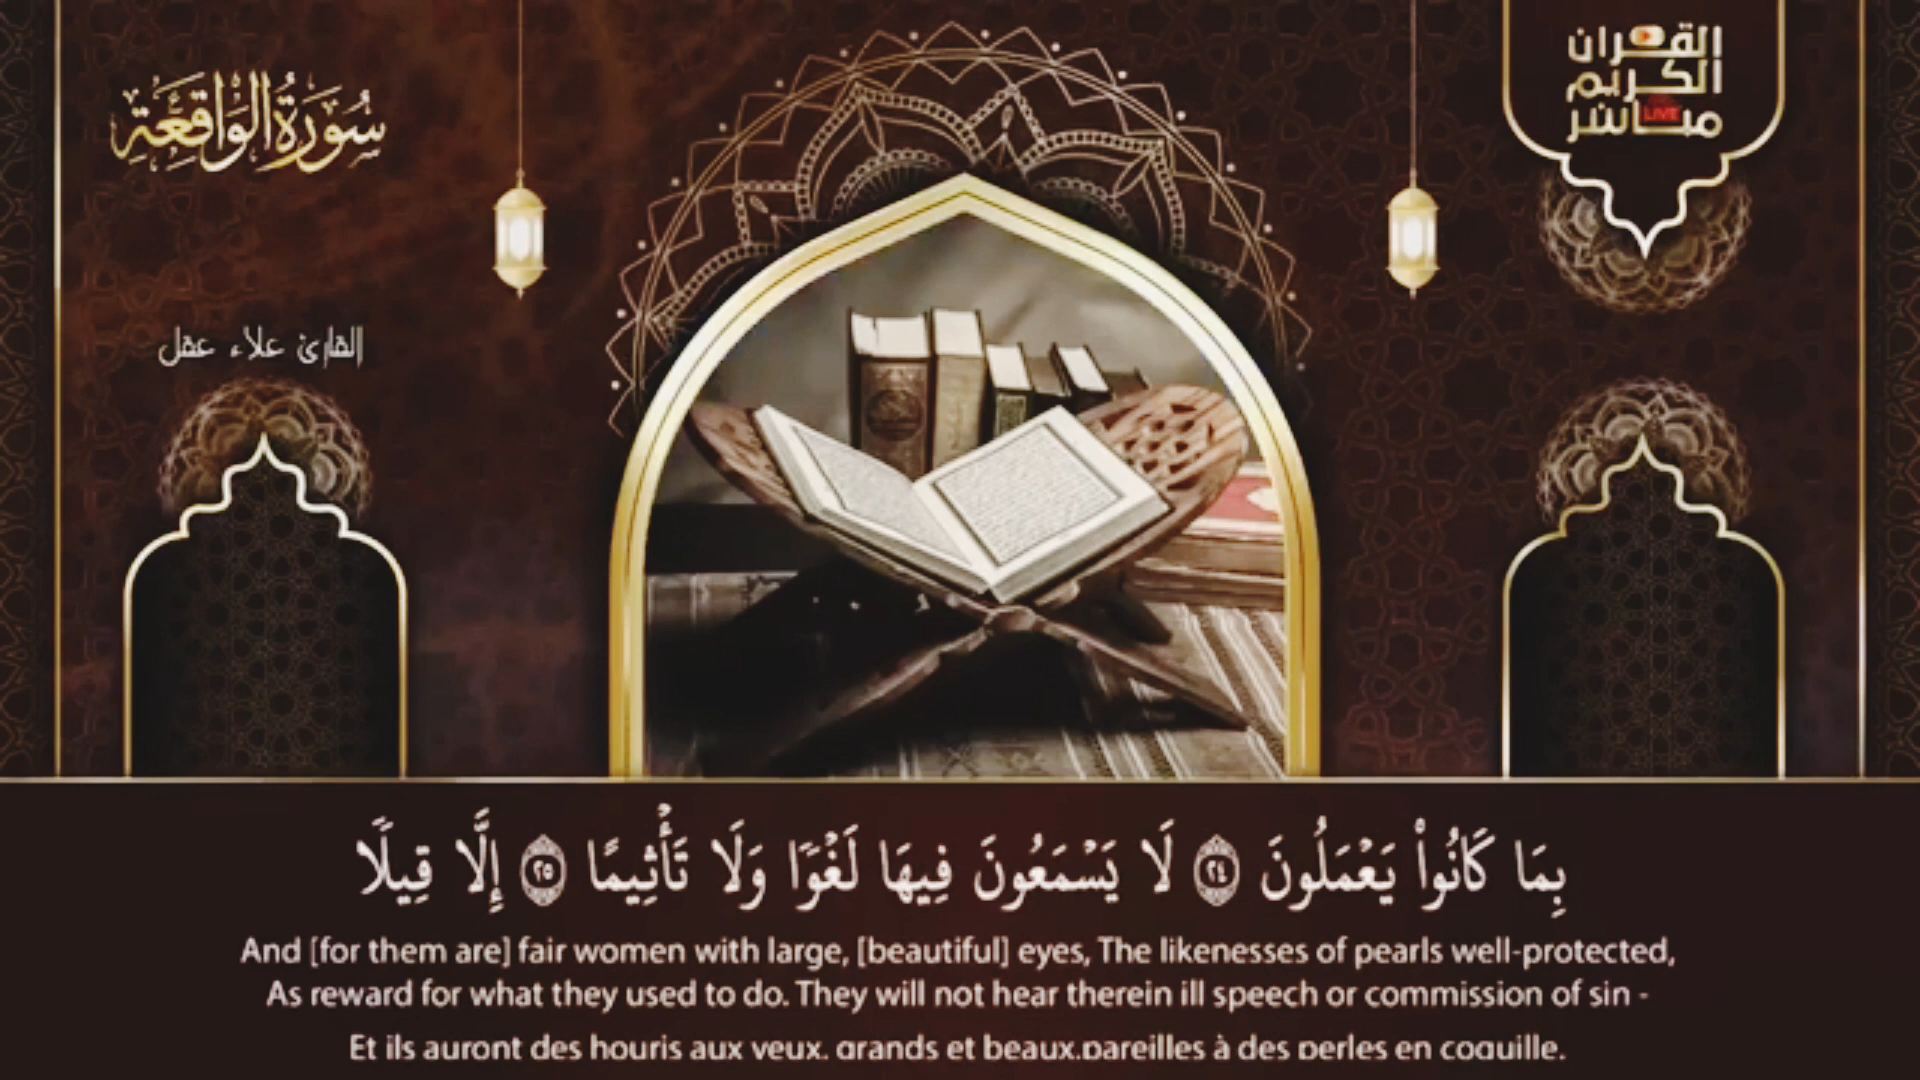 سُورَةُ الْوَاقِعَة
القرآن
الكريم
مباشر
LIVE
القارئ علاء عقل
بِمَا كَانُوا۟ يَعْمَلُونَ ٢٤ لَا يَسْمَعُونَ فِيهَا لَغْوًا وَلَا تَأْثِيمًا ٢٥ إِلَّا قِيلًا
And [for them are] fair women with large, [beautiful] eyes, The likenesses of pearls well-protected,
As reward for what they used to do. They will not hear therein ill speech or commission of sin -
Et ils auront des houris aux yeux, grands et beaux,pareilles à des perles en coquille.